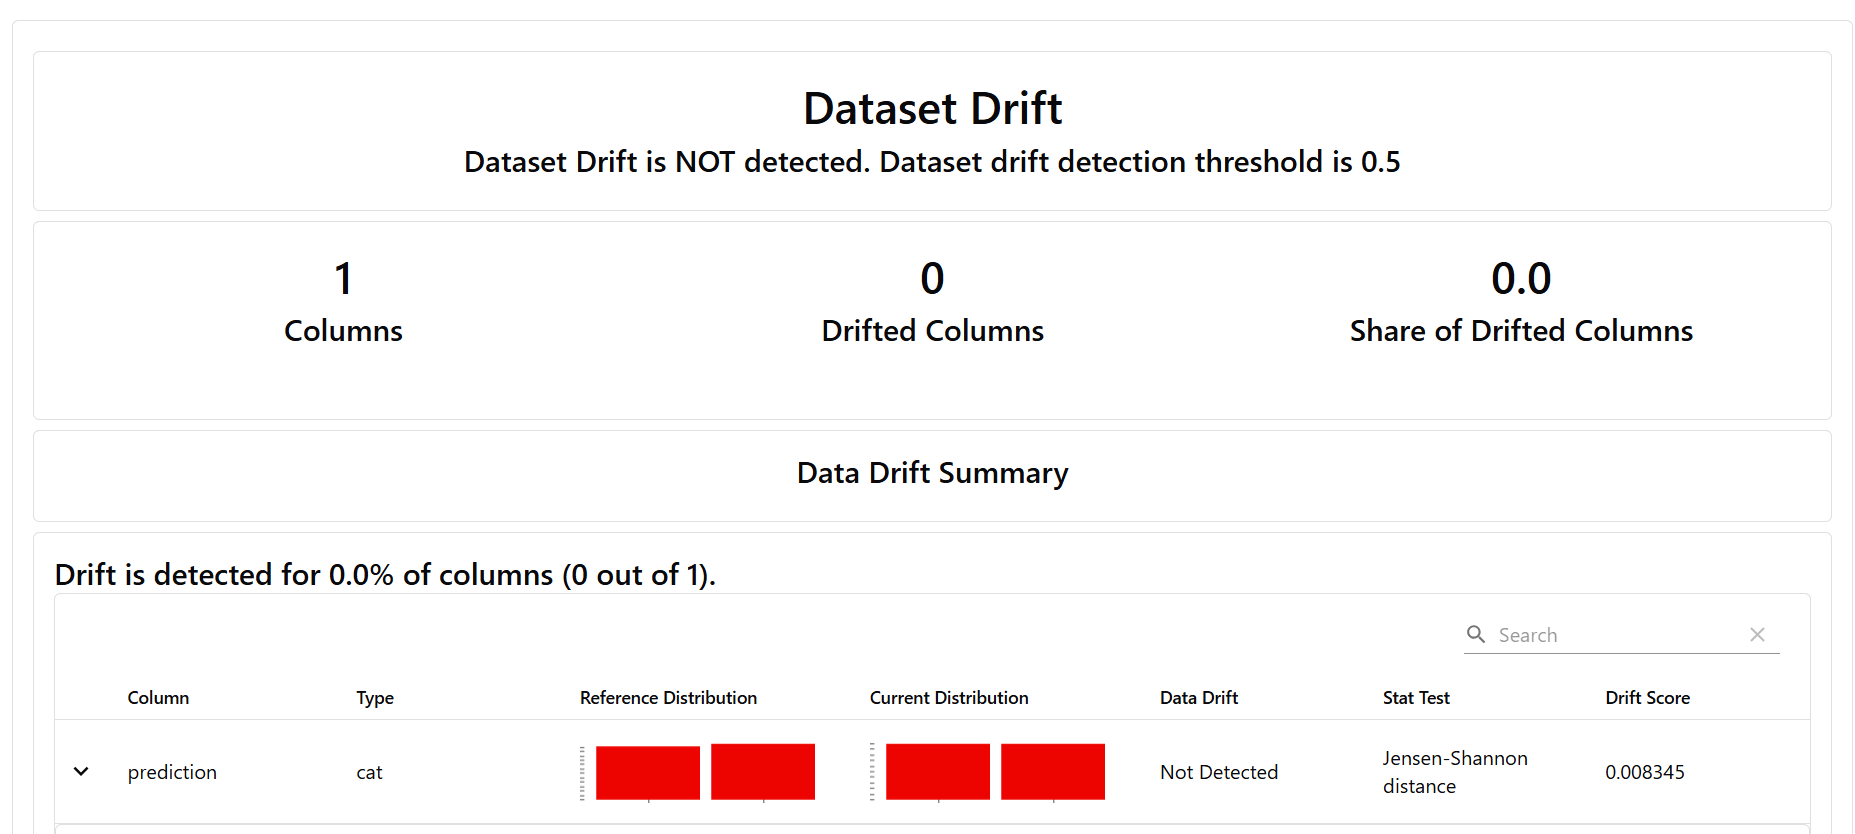 Dataset Drift
Dataset Drift is NOT detected. Dataset drift detection threshold is 0.5
1
Columns
0
Drifted Columns
0.0
Share of Drifted Columns
Data Drift Summary
Drift is detected for 0.0% of columns (0 out of 1).
Search
Column Type Reference Distribution Current Distribution Data Drift Stat Test Drift Score
prediction cat Not Detected Jensen-Shannon distance 0.008345